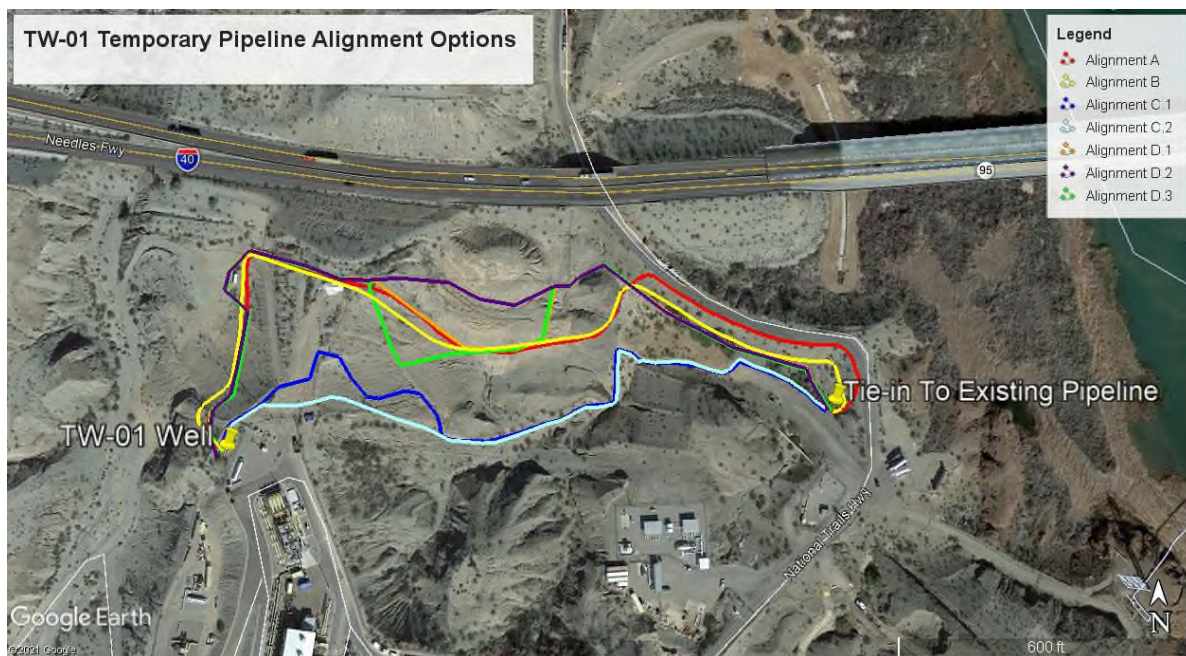 TW-01 Temporary Pipeline Alignment Options
Legend
Alignment A
Alignment B
Alignment C.1
Alignment C.2
Alignment D.1
Alignment D.2
Alignment D.3
Needles Fwy
40
95
Tie-in To Existing Pipeline
TW-01 Well
National Trails Hwy
Google Earth
©2021 Google
N
600 ft